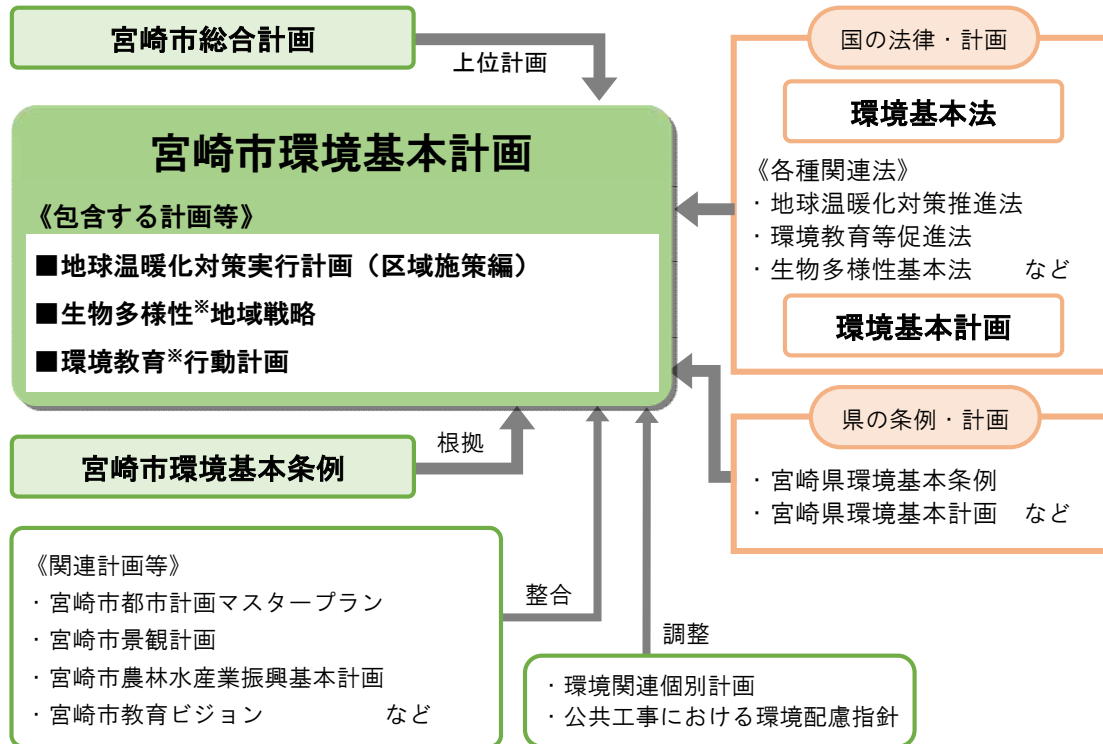 宮崎市総合計画
上位計画
宮崎市環境基本計画
《包含する計画等》
■地球温暖化対策実行計画（区域施策編）
■生物多様性※地域戦略
■環境教育※行動計画
国の法律・計画
環境基本法
《各種関連法》
・地球温暖化対策推進法
・環境教育等促進法
・生物多様性基本法　　など
環境基本計画
県の条例・計画
・宮崎県環境基本条例
・宮崎県環境基本計画　など
宮崎市環境基本条例
根拠
《関連計画等》
・宮崎市都市計画マスタープラン
・宮崎市景観計画
・宮崎市農林水産業振興基本計画
・宮崎市教育ビジョン　　　　　など
整合
調整
・環境関連個別計画
・公共工事における環境配慮指針